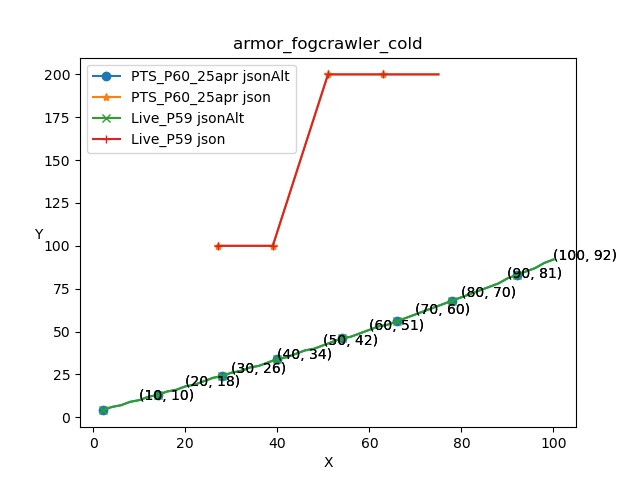 armor_fogcrawler_cold
PTS_P60_25apr jsonAlt
PTS_P60_25apr json
Live_P59 jsonAlt
Live_P59 json
200
175
150
125
100
75
50
25
0
Y
(100, 92)
(90, 81)
(80, 70)
(70, 60)
(60, 51)
(50, 42)
(40, 34)
(30, 26)
(20, 18)
(10, 10)
0 20 40 60 80 100
X